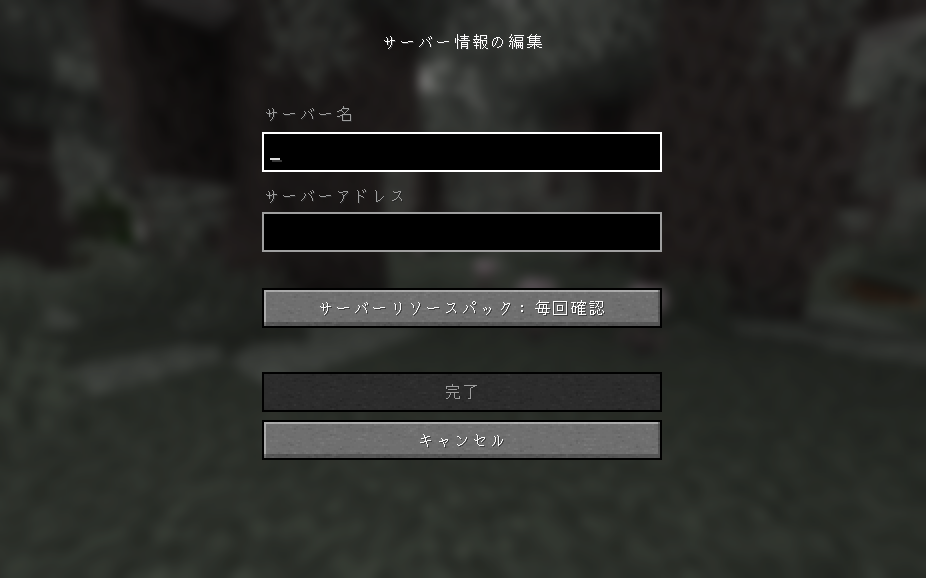 サーバー情報の編集
サーバー名
_
サーバーアドレス
サーバーリソースパック：毎回確認
完了
キャンセル